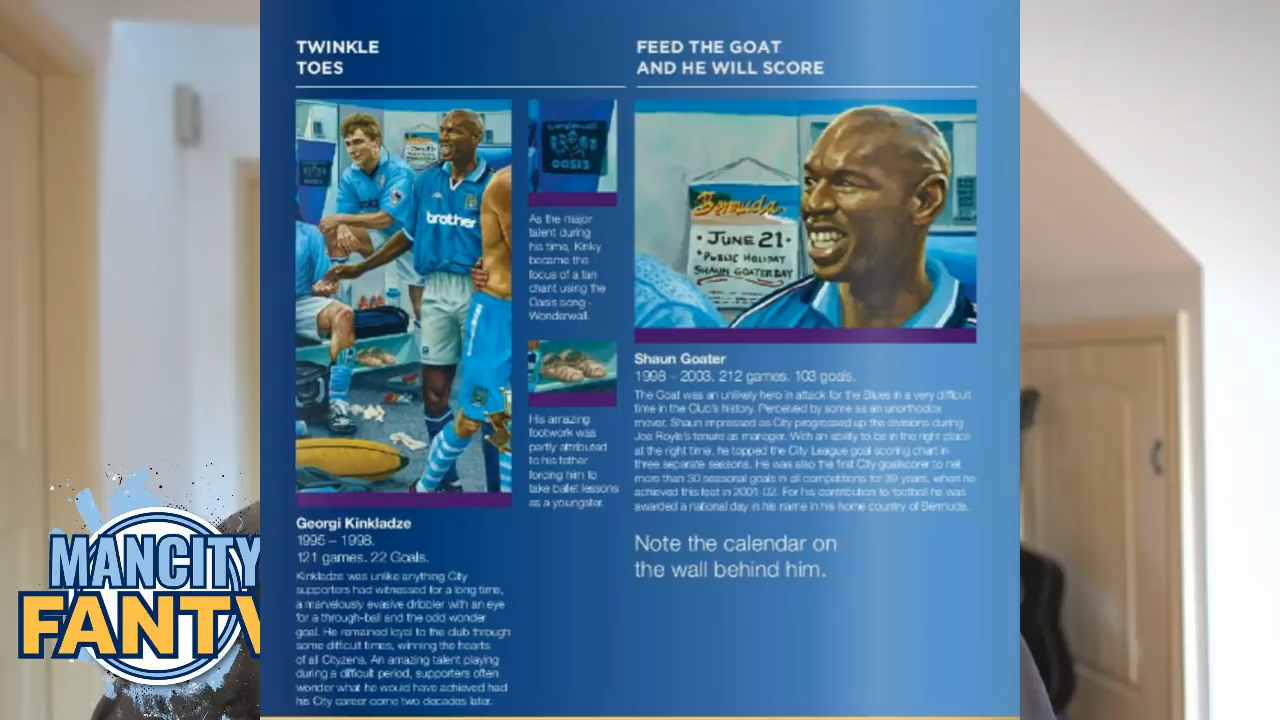 TWINKLE
TOES
brother
Wonderwall
OASIS
As the major
talent during
his time, Kinky
became the
focus of a fan
chant using the
Oasis song -
Wonderwall.
His amazing
footwork was
partly attributed
to his father
forcing him to
take ballet lessons
as a youngster.
Georgi Kinkladze
1995 – 1998.
121 games. 22 Goals.
Kinkladze was unlike anything City
supporters had witnessed for a long time,
a marvelously evasive dribbler with an eye
for a through-ball and the odd wonder
goal. He remained loyal to the club through
some difficult times, winning the hearts
of all Cityzens. An amazing talent playing
during a difficult period, supporters often
wonder what he would have achieved had
his City career come two decades later.
FEED THE GOAT
AND HE WILL SCORE
Bermuda
• JUNE 21 •
• PUBLIC HOLIDAY
SHAUN GOATER DAY
Shaun Goater
1998 – 2003. 212 games. 103 goals.
The Goat was an unlikely hero in attack for the Blues in a very difficult
time in the Club's history. Perceived by some as an unorthodox
mover, Shaun impressed as City progressed up the divisions during
Joe Royle's tenure as manager. With an ability to be in the right place
at the right time, he topped the City League goal scoring chart in
three separate seasons. He was also the first City goalscorer to net
more than 30 seasonal goals in all competitions for 29 years, when he
achieved this feat in 2001-02. For his contribution to football he was
awarded a national day in his name in his home country of Bermuda.
Note the calendar on
the wall behind him.
MANCITY
FANTV